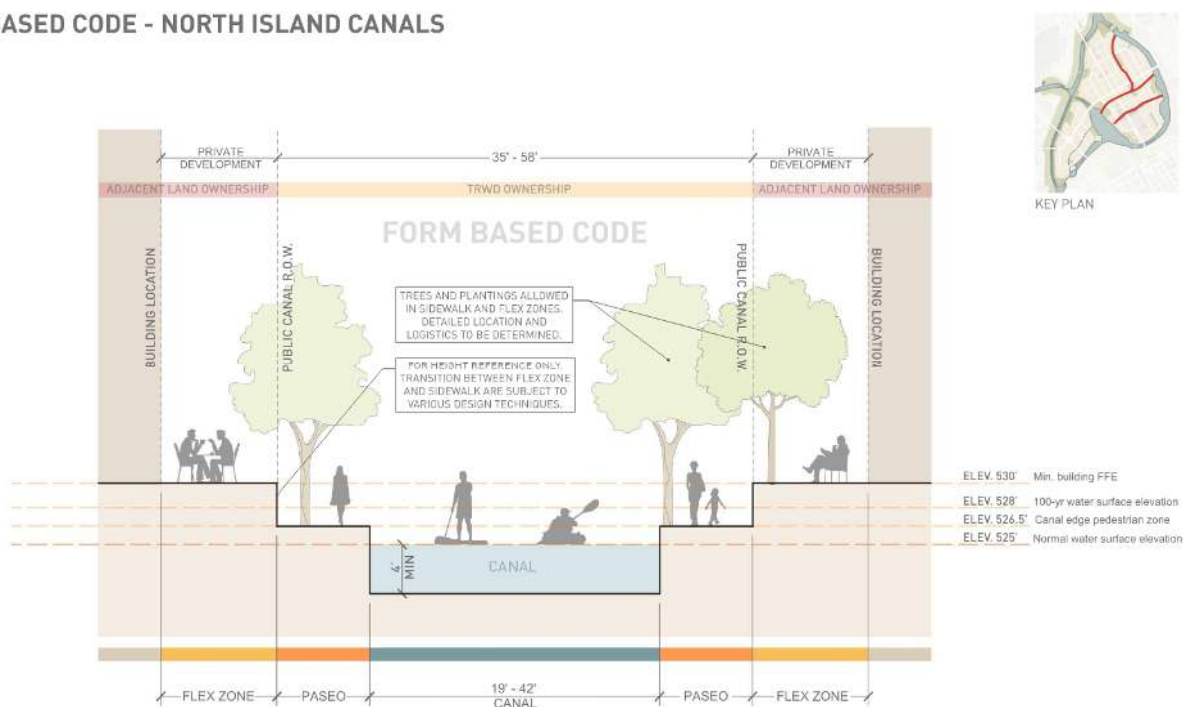 ASED CODE - NORTH ISLAND CANALS
KEY PLAN
PRIVATE
DEVELOPMENT
35' - 58'
PRIVATE
DEVELOPMENT
ADJACENT LAND OWNERSHIP
TRWD OWNERSHIP
ADJACENT LAND OWNERSHIP
FORM BASED CODE
BUILDING LOCATION
PUBLIC CANAL R.O.W.
TREES AND PLANTINGS ALLOWED
IN SIDEWALK AND FLEX ZONES.
DETAILED LOCATION AND
LOGISTICS TO BE DETERMINED.
FOR HEIGHT REFERENCE ONLY.
TRANSITION BETWEEN FLEX ZONE
AND SIDEWALK ARE SUBJECT TO
VARIOUS DESIGN TECHNIQUES.
PUBLIC CANAL R.O.W.
BUILDING LOCATION
ELEV. 530' Min. building FFE
ELEV. 528' 100-yr water surface elevation
ELEV. 526.5' Canal edge pedestrian zone
ELEV. 525' Normal water surface elevation
4'
MIN
CANAL
FLEX ZONE
PASEO
19' - 42'
CANAL
PASEO
FLEX ZONE